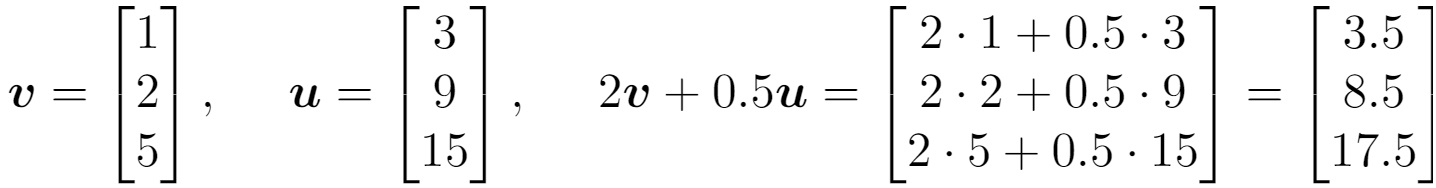 v = [1 2 5], u = [3 9 15], 2v + 0.5u = [2 · 1 + 0.5 · 3 2 · 2 + 0.5 · 9 2 · 5 + 0.5 · 15] = [3.5 8.5 17.5]